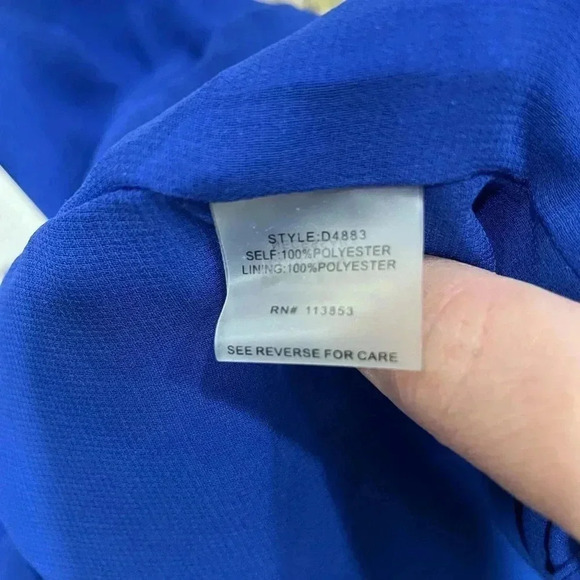 STYLE:D4883
SELF:100%POLYESTER
LINING:100%POLYESTER
RN# 113853
SEE REVERSE FOR CARE